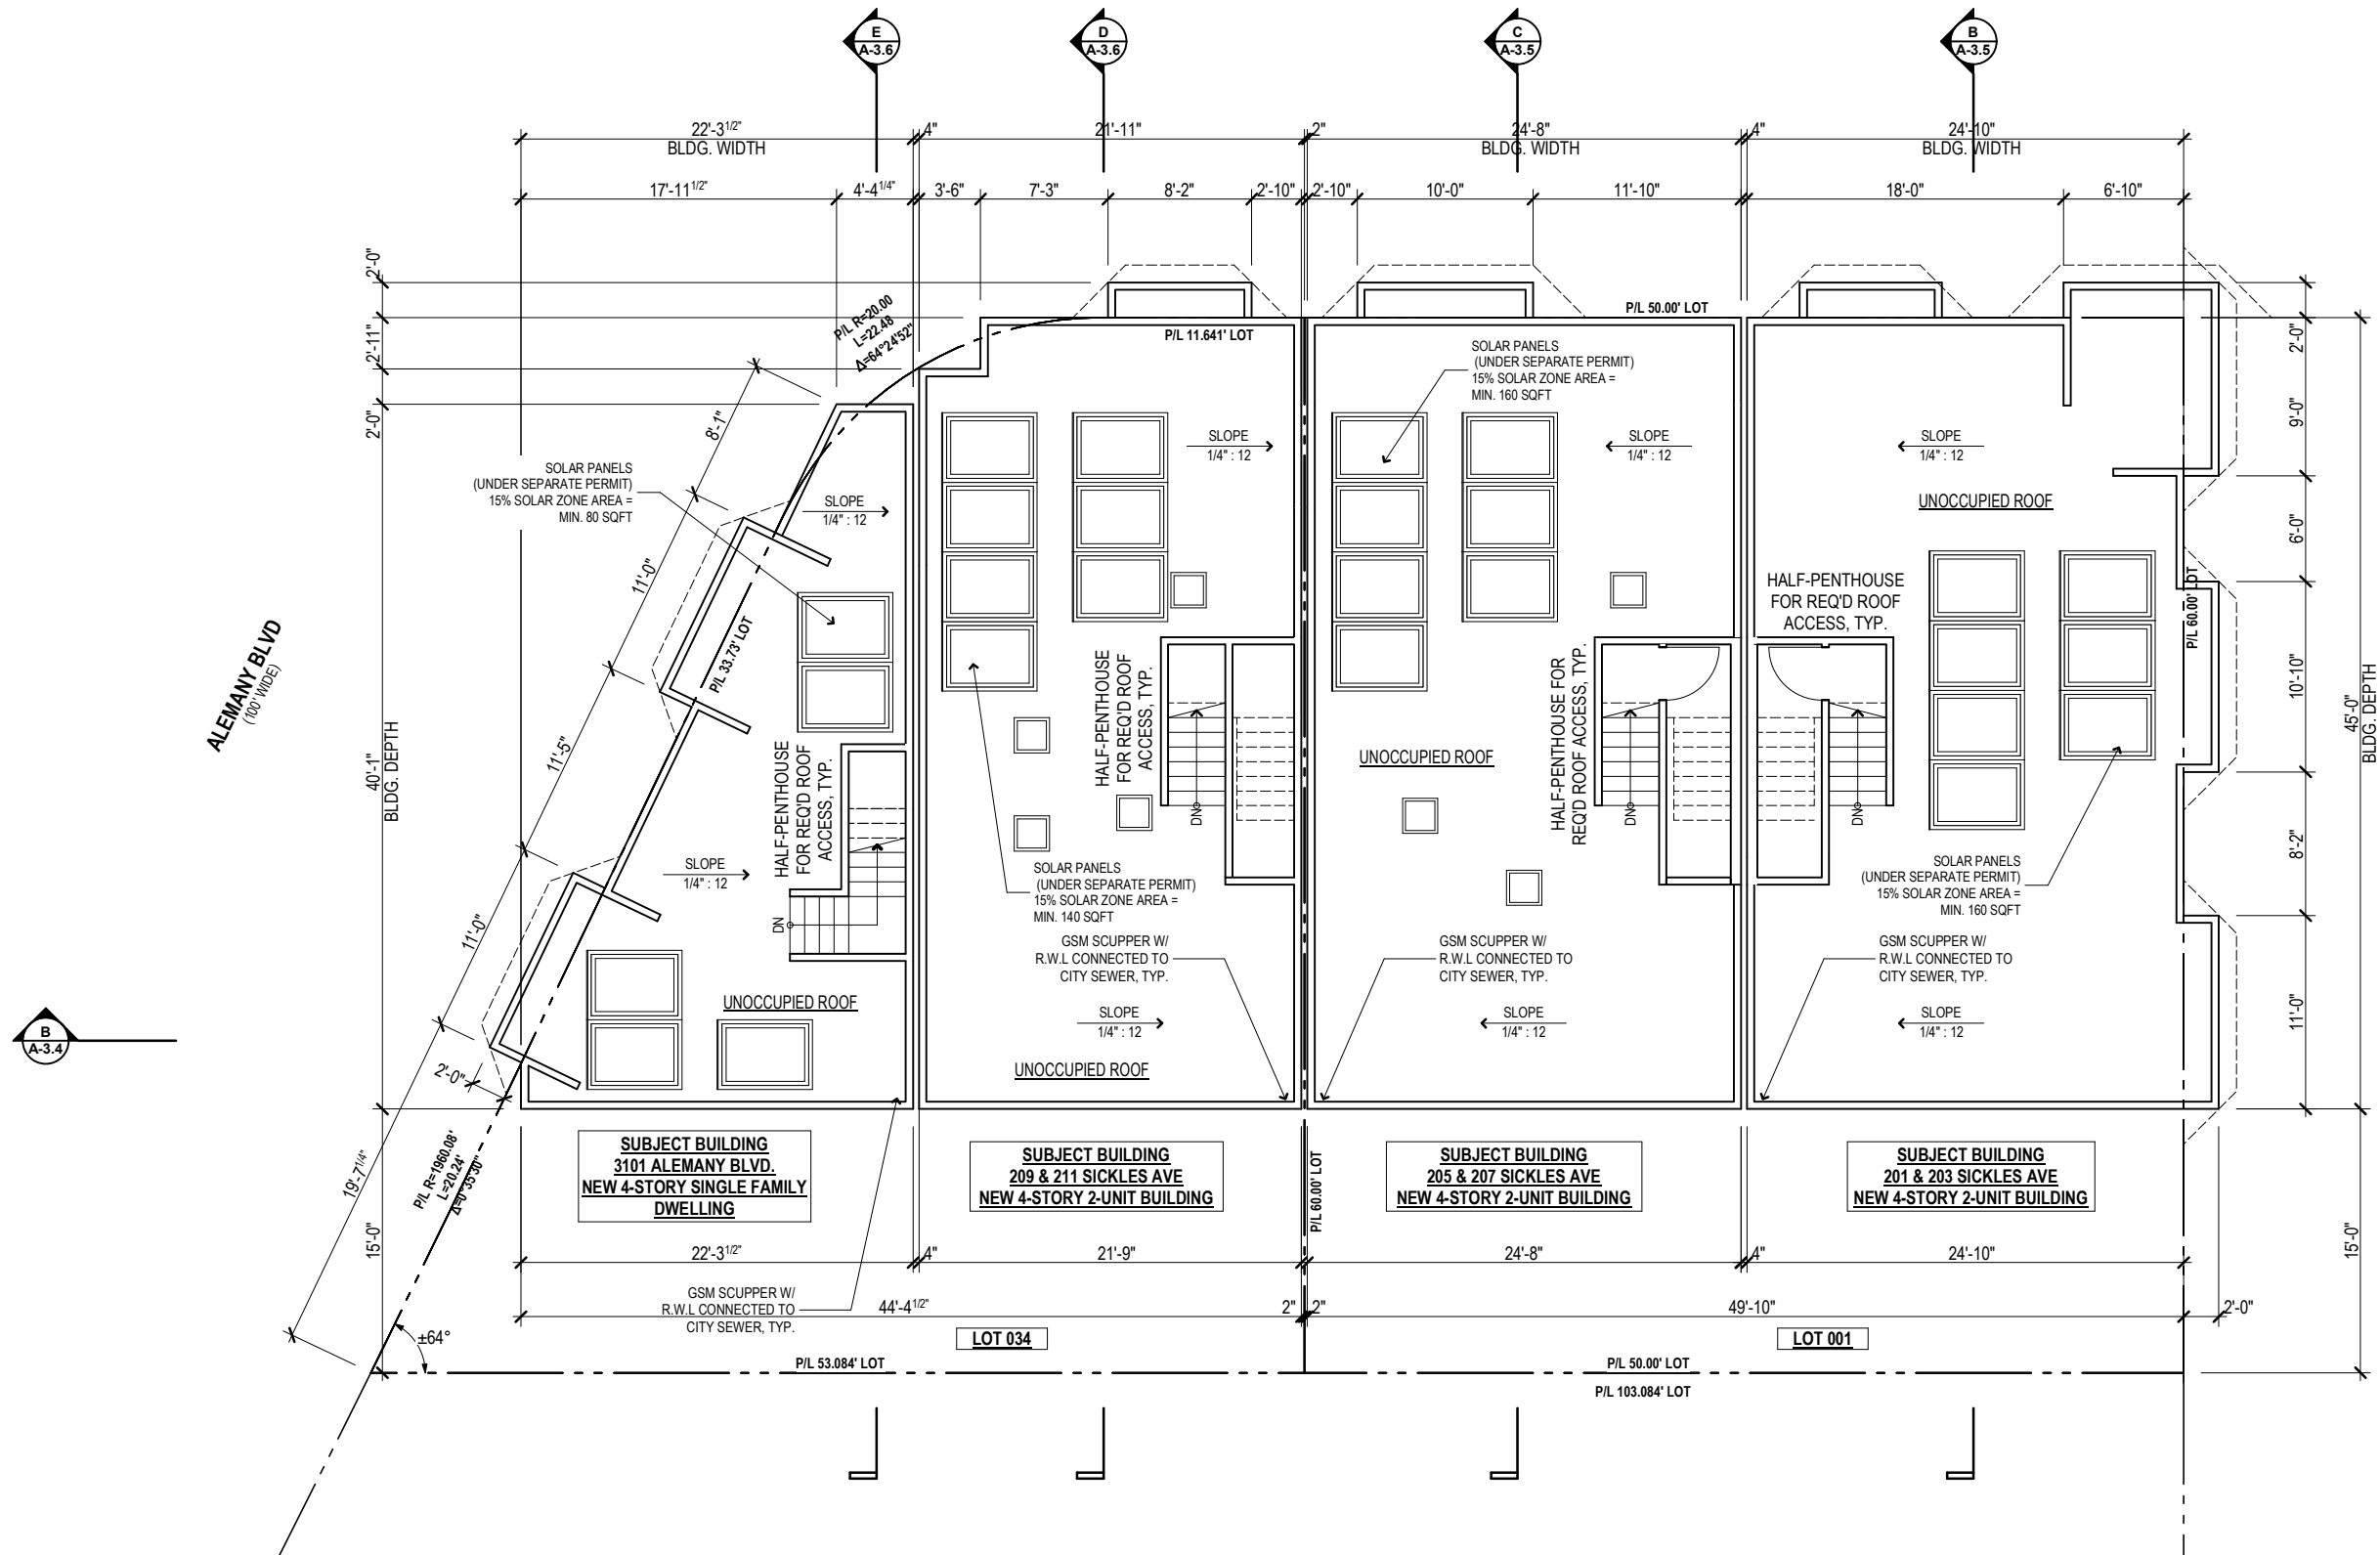 E
A-3.6
D
A-3.6
C
A-3.5
B
A-3.5
22'-3 1/2"
BLDG. WIDTH
4"
21'-11"
2"
24'-8"
BLDG. WIDTH
4"
24'-10"
BLDG. WIDTH
17'-11 1/2"
4'-4 1/4"
3'-6"
7'-3"
8'-2"
2'-10"
2'-10"
10'-0"
11'-10"
18'-0"
6'-10"
2'-0"
2'-11"
2'-0"
40'-1"
BLDG. DEPTH
15'-0"
P/L R=20.00
L=22.48
Δ=64°24'52"
P/L 11.641' LOT
P/L 50.00' LOT
8'-1"
11'-0"
11'-5"
11'-0"
2'-0"
19'-7 1/4"
ALEMANY BLVD
(100' WIDE)
SOLAR PANELS
(UNDER SEPARATE PERMIT)
15% SOLAR ZONE AREA =
MIN. 80 SQFT
SLOPE
1/4" : 12
P/L 33.73' LOT
HALF-PENTHOUSE
FOR REQ'D ROOF
ACCESS, TYP.
SLOPE
1/4" : 12
DN
UNOCCUPIED ROOF
SLOPE
1/4" : 12
HALF-PENTHOUSE
FOR REQ'D ROOF
ACCESS, TYP.
DN
SOLAR PANELS
(UNDER SEPARATE PERMIT)
15% SOLAR ZONE AREA =
MIN. 140 SQFT
GSM SCUPPER W/
R.W.L CONNECTED TO
CITY SEWER, TYP.
SLOPE
1/4" : 12
UNOCCUPIED ROOF
SOLAR PANELS
(UNDER SEPARATE PERMIT)
15% SOLAR ZONE AREA =
MIN. 160 SQFT
SLOPE
1/4" : 12
UNOCCUPIED ROOF
HALF-PENTHOUSE FOR
REQ'D ROOF ACCESS, TYP.
DN
GSM SCUPPER W/
R.W.L CONNECTED TO
CITY SEWER, TYP.
SLOPE
1/4" : 12
SLOPE
1/4" : 12
UNOCCUPIED ROOF
HALF-PENTHOUSE
FOR REQ'D ROOF
ACCESS, TYP.
DN
SOLAR PANELS
(UNDER SEPARATE PERMIT)
15% SOLAR ZONE AREA =
MIN. 160 SQFT
GSM SCUPPER W/
R.W.L CONNECTED TO
CITY SEWER, TYP.
SLOPE
1/4" : 12
P/L 60.00' LOT
2'-0"
9'-0"
6'-0"
10'-10"
8'-2"
11'-0"
45'-0"
BLDG. DEPTH
15'-0"
B
A-3.4
P/L R=1960.08'
L=20.24'
Δ=0°35'30"
SUBJECT BUILDING
3101 ALEMANY BLVD.
NEW 4-STORY SINGLE FAMILY
DWELLING
SUBJECT BUILDING
209 & 211 SICKLES AVE
NEW 4-STORY 2-UNIT BUILDING
P/L 60.00' LOT
SUBJECT BUILDING
205 & 207 SICKLES AVE
NEW 4-STORY 2-UNIT BUILDING
SUBJECT BUILDING
201 & 203 SICKLES AVE
NEW 4-STORY 2-UNIT BUILDING
22'-3 1/2"
4"
21'-9"
24'-8"
4"
24'-10"
GSM SCUPPER W/
R.W.L CONNECTED TO
CITY SEWER, TYP.
44'-4 1/2"
2"
2"
49'-10"
2'-0"
±64°
LOT 034
LOT 001
P/L 53.084' LOT
P/L 50.00' LOT
P/L 103.084' LOT